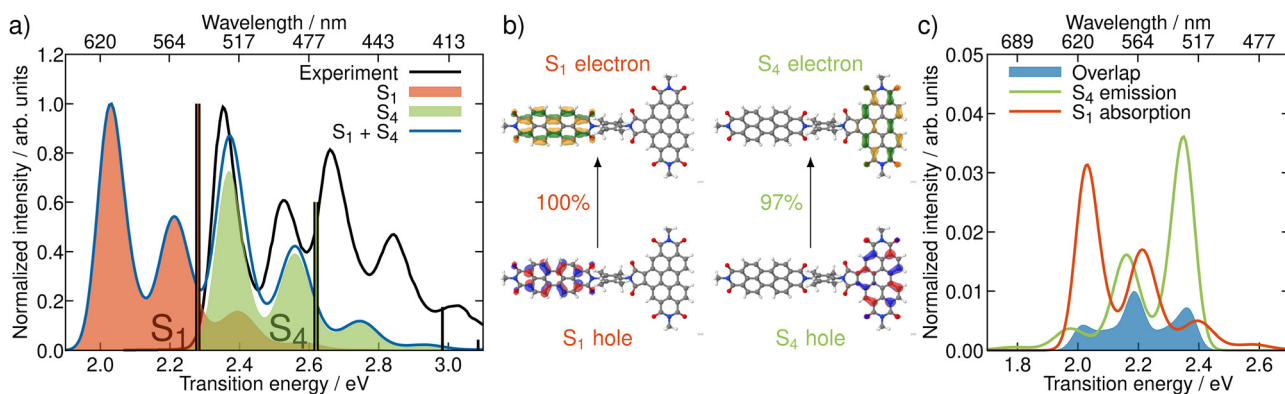 a)
Wavelength / nm
620 564 517 477 443 413
1.2
1.0
0.8
0.6
0.4
0.2
0.0
Normalized intensity / arb. units
Experiment
S₁
S₄
S₁ + S₄
S₁ S₄
2.0 2.2 2.4 2.6 2.8 3.0
Transition energy / eV
b)
S₁ electron S₄ electron
100% 97%
S₁ hole S₄ hole
c)
Wavelength / nm
689 620 564 517 477
0.05
0.04
0.03
0.02
0.01
0.00
Normalized intensity / arb. units
Overlap
S₄ emission
S₁ absorption
1.8 2.0 2.2 2.4 2.6
Transition energy / eV